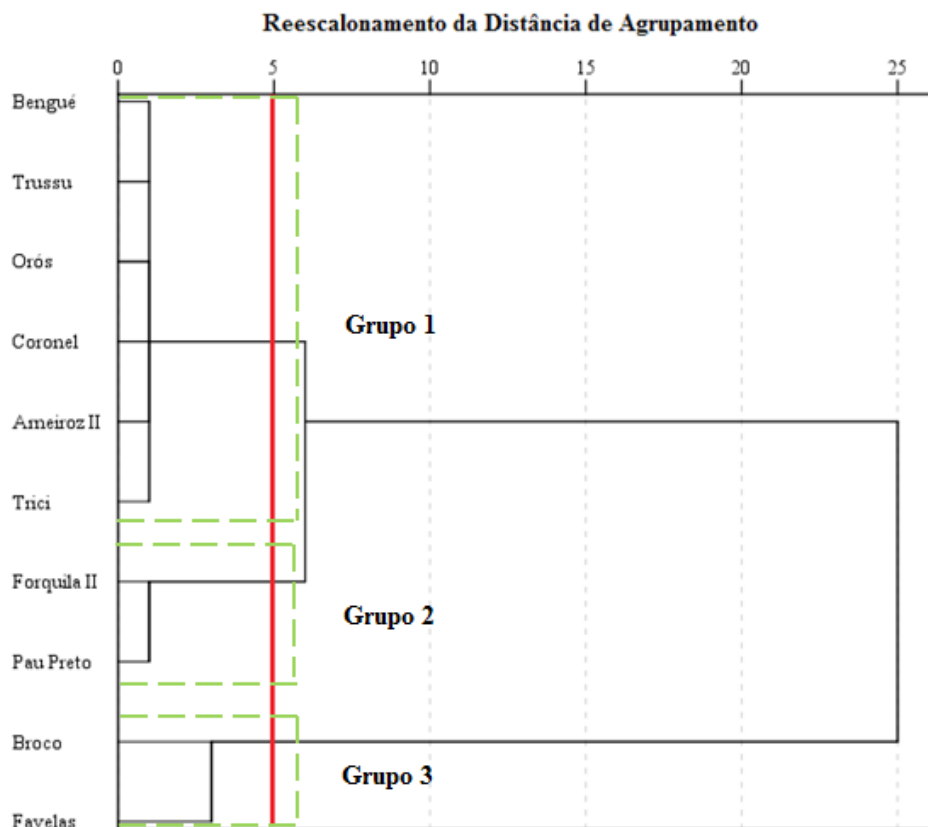 Reescalonamento da Distância de Agrupamento
0 5 10 15 20 25
Bengué
Trussu
Orós
Grupo 1
Coronel
Ameiroz II
Trici
Forquila II
Grupo 2
Pau Preto
Broco
Grupo 3
Favelas